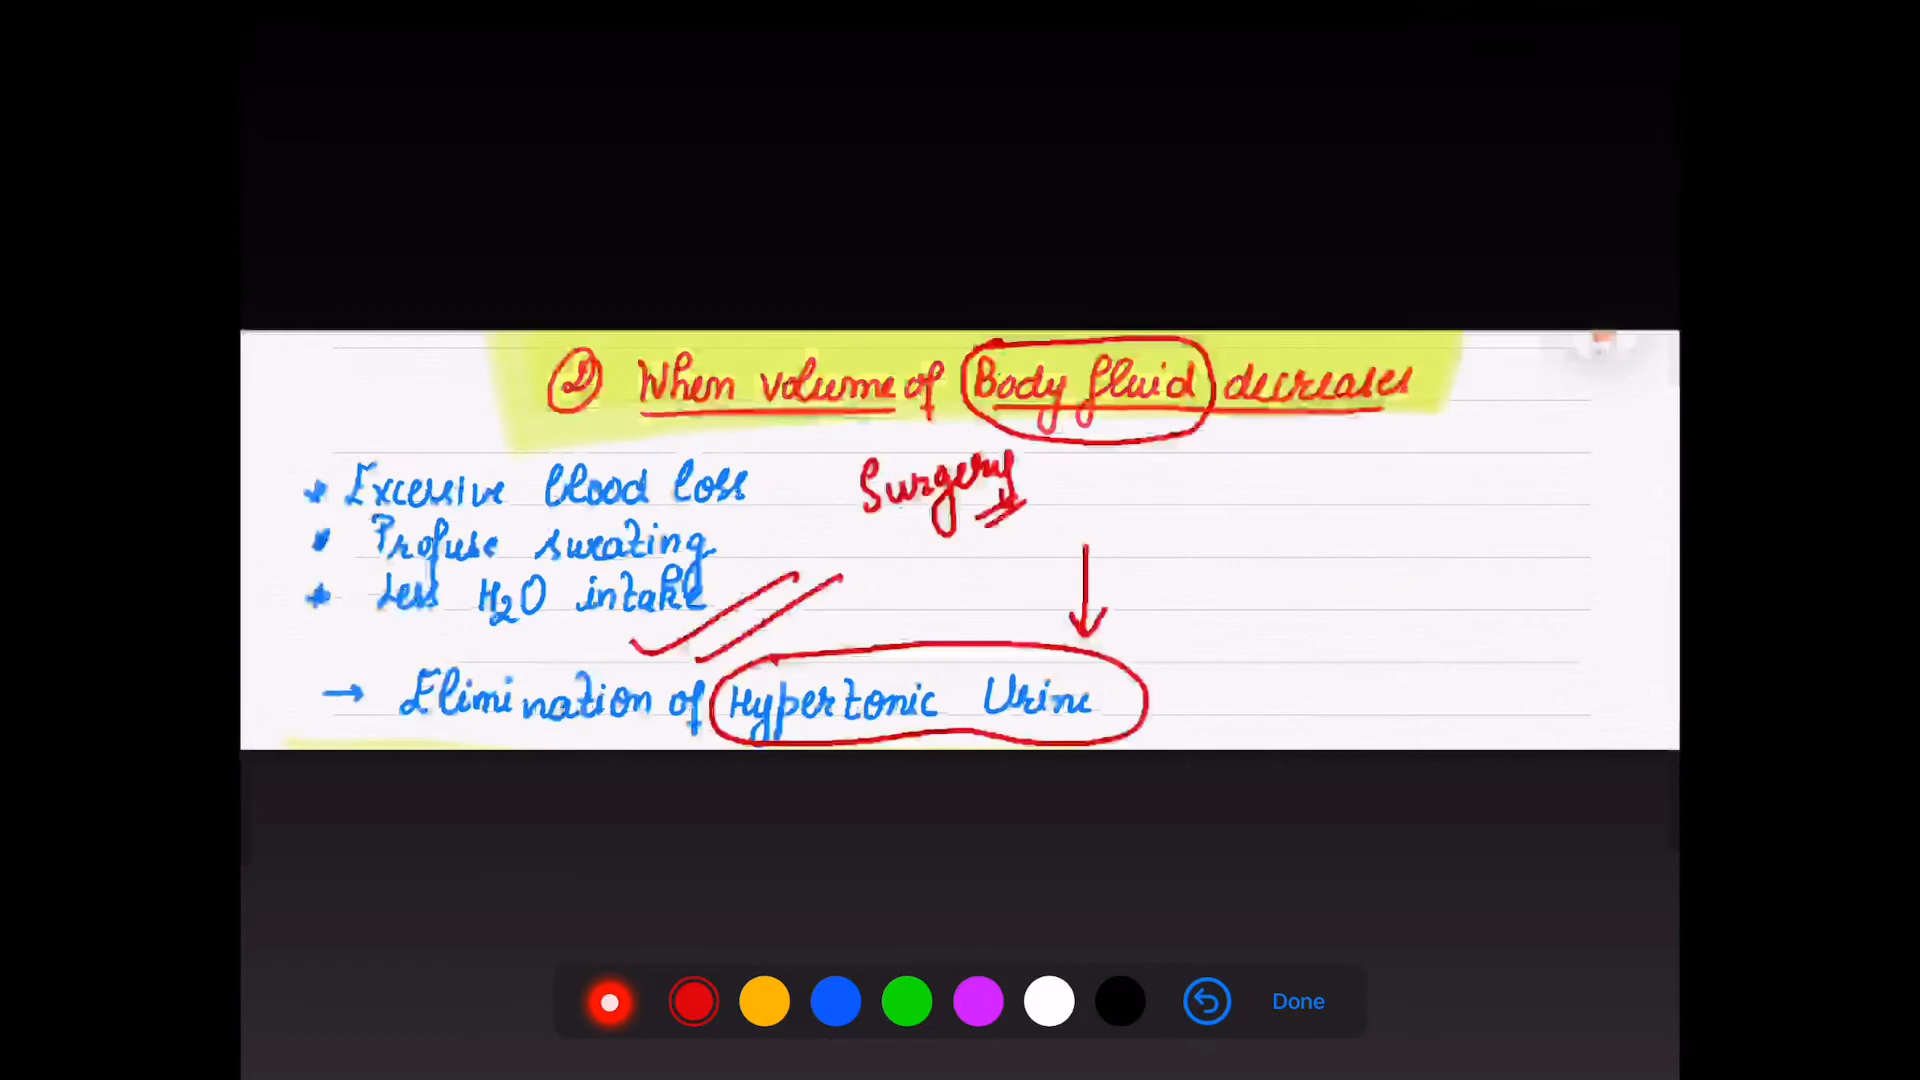 ② When volume of Body fluid decreases
* Excessive blood loss Surgery
* Profuse sweating
* Less H₂O intake
→ Elimination of Hypertonic Urine
Done